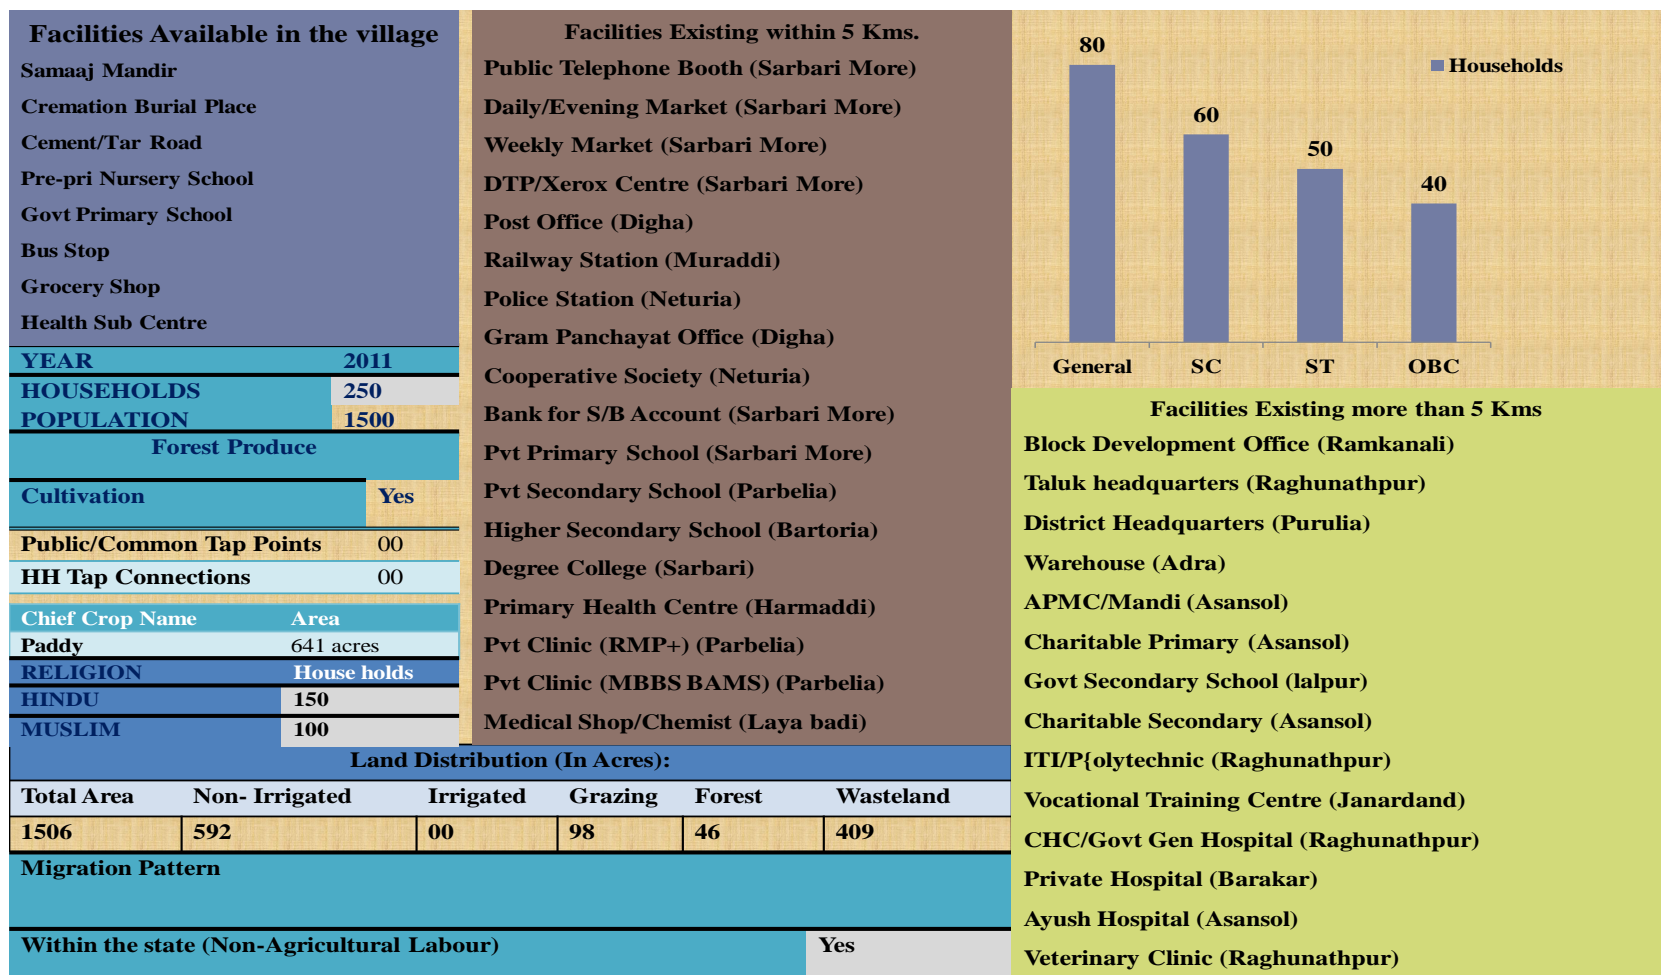 Facilities Available in the village
Samaaj Mandir
Cremation Burial Place
Cement/Tar Road
Pre-pri Nursery School
Govt Primary School
Bus Stop
Grocery Shop
Health Sub Centre
YEAR 2011
HOUSEHOLDS 250
POPULATION 1500
Forest Produce
Cultivation Yes
Public/Common Tap Points 00
HH Tap Connections 00
Chief Crop Name Area
Paddy 641 acres
RELIGION House holds
HINDU 150
MUSLIM 100
Facilities Existing within 5 Kms.
Public Telephone Booth (Sarbari More)
Daily/Evening Market (Sarbari More)
Weekly Market (Sarbari More)
DTP/Xerox Centre (Sarbari More)
Post Office (Digha)
Railway Station (Muraddi)
Police Station (Neturia)
Gram Panchayat Office (Digha)
Cooperative Society (Neturia)
Bank for S/B Account (Sarbari More)
Pvt Primary School (Sarbari More)
Pvt Secondary School (Parbelia)
Higher Secondary School (Bartoria)
Degree College (Sarbari)
Primary Health Centre (Harmaddi)
Pvt Clinic (RMP+) (Parbelia)
Pvt Clinic (MBBS BAMS) (Parbelia)
Medical Shop/Chemist (Laya badi)
Land Distribution (In Acres):
Total Area Non- Irrigated Irrigated Grazing Forest Wasteland
1506 592 00 98 46 409
Migration Pattern
Within the state (Non-Agricultural Labour) Yes
80
60
50
40
Households
General SC ST OBC
Facilities Existing more than 5 Kms
Block Development Office (Ramkanali)
Taluk headquarters (Raghunathpur)
District Headquarters (Purulia)
Warehouse (Adra)
APMC/Mandi (Asansol)
Charitable Primary (Asansol)
Govt Secondary School (lalpur)
Charitable Secondary (Asansol)
ITI/P{olytechnic (Raghunathpur)
Vocational Training Centre (Janardand)
CHC/Govt Gen Hospital (Raghunathpur)
Private Hospital (Barakar)
Ayush Hospital (Asansol)
Veterinary Clinic (Raghunathpur)